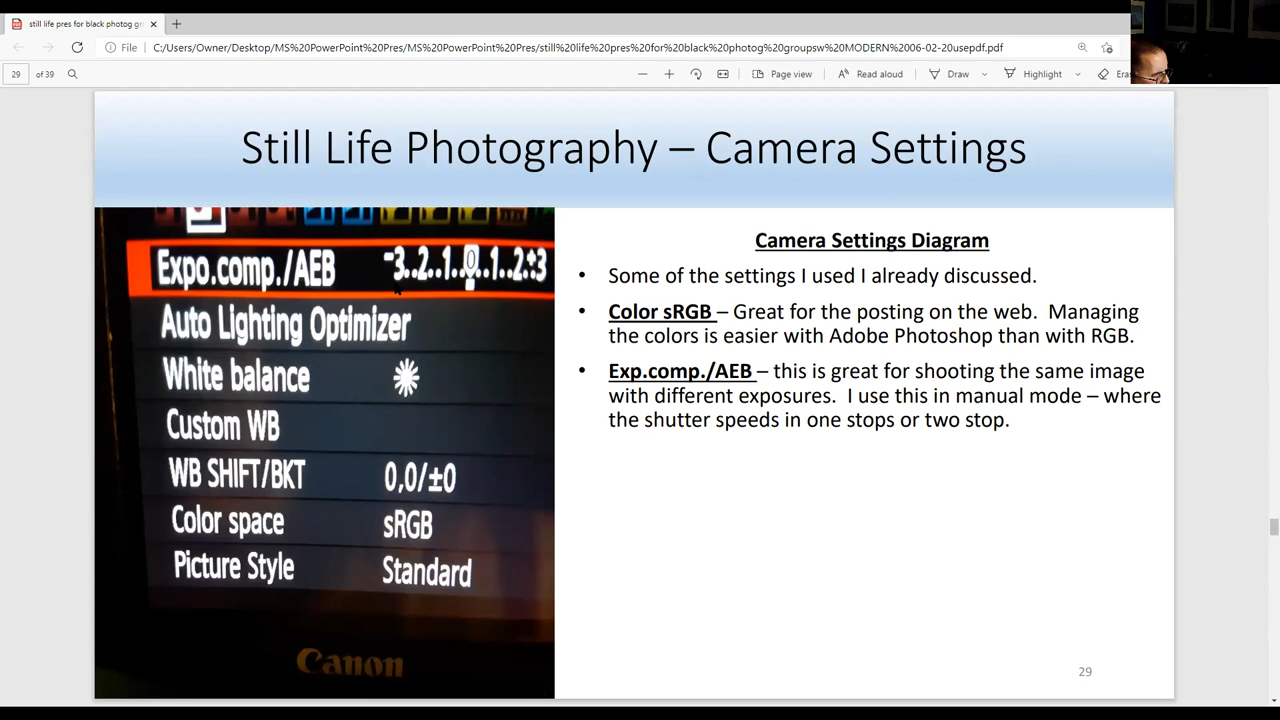 still life pres for black photog gr
File
C:/Users/Owner/Desktop/MS%20PowerPoint%20Pres/MS%20PowerPoint%20Pres/still%20life%20pres%20for%20black%20photog%20groupsw%20MODERN%2006-02-20usepdf.pdf
29 of 39
Page view
Read aloud
Draw
Highlight
Still Life Photography – Camera Settings
Expo.comp./AEB -3..2..1..0..1..2.+3
Auto Lighting Optimizer
White balance
Custom WB
WB SHIFT/BKT 0,0/±0
Color space sRGB
Picture Style Standard
Canon
Camera Settings Diagram
• Some of the settings I used I already discussed.
• Color sRGB – Great for the posting on the web. Managing
the colors is easier with Adobe Photoshop than with RGB.
• Exp.comp./AEB – this is great for shooting the same image
with different exposures. I use this in manual mode – where
the shutter speeds in one stops or two stop.
29